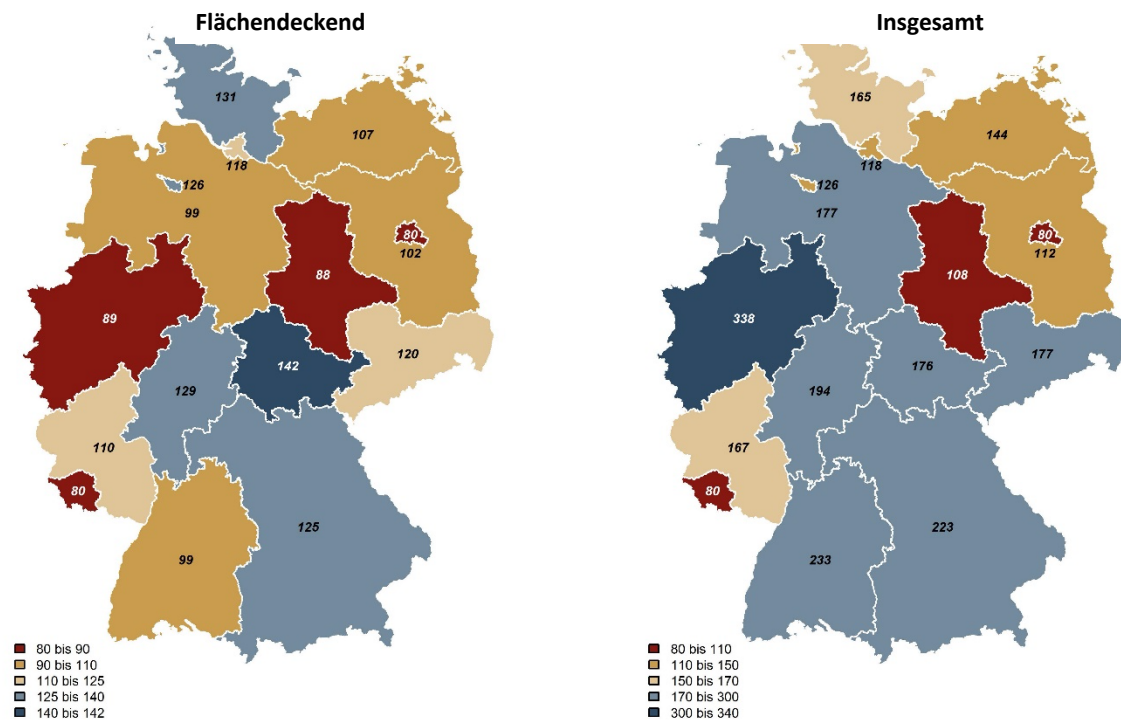 Flächendeckend
131
107
118
126
99
80
102
88
89
120
142
129
110
80
125
99
80 bis 90
90 bis 110
110 bis 125
125 bis 140
140 bis 142
Insgesamt
165
144
118
126
177
80
112
108
338
177
176
194
167
80
223
233
80 bis 110
110 bis 150
150 bis 170
170 bis 300
300 bis 340